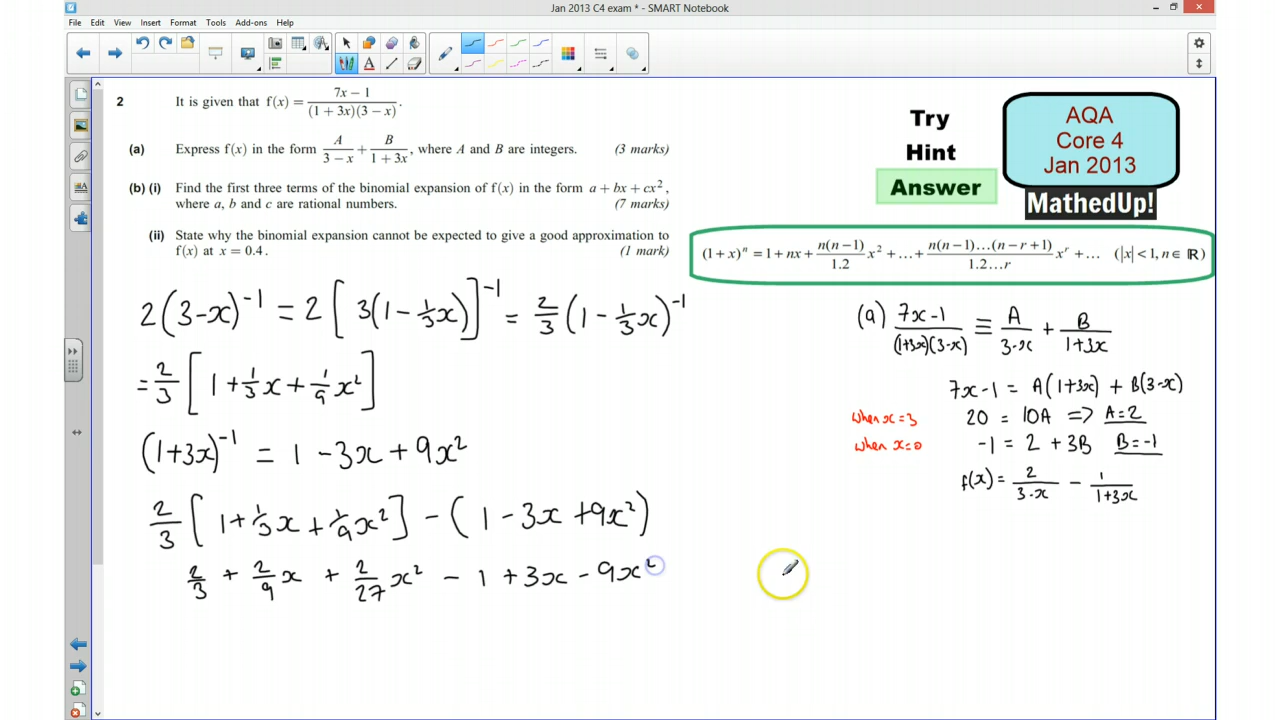 Jan 2013 C4 exam * - SMART Notebook
File Edit View Insert Format Tools Add-ons Help
2 It is given that f(x) = (7x − 1)/((1 + 3x)(3 − x)).
(a) Express f(x) in the form A/(3 − x) + B/(1 + 3x), where A and B are integers. (3 marks)
(b) (i) Find the first three terms of the binomial expansion of f(x) in the form a + bx + cx², where a, b and c are rational numbers. (7 marks)
(ii) State why the binomial expansion cannot be expected to give a good approximation to
f(x) at x = 0.4. (1 mark)
Try
Hint
Answer
AQA
Core 4
Jan 2013
MathedUp!
(1 + x)ⁿ = 1 + nx + n(n − 1)/1.2 x² + ... + n(n − 1)...(n − r + 1)/1.2...r xʳ + ... (|x| < 1, n ∈ ℝ)
2(3-x)⁻¹ = 2[3(1 - 1/3x)]⁻¹ = 2/3(1 - 1/3x)⁻¹
= 2/3[1 + 1/3x + 1/9x²]
(1+3x)⁻¹ = 1 - 3x + 9x²
2/3[1 + 1/3x + 1/9x²] - (1 - 3x + 9x²)
2/3 + 2/9x + 2/27x² - 1 + 3x - 9x²
(a) (7x-1)/((1+3x)(3-x)) ≡ A/(3-x) + B/(1+3x)
7x-1 = A(1+3x) + B(3-x)
when x=3 20 = 10A => A=2
when x=0 -1 = 2 + 3B B=-1
f(x) = 2/(3-x) - 1/(1+3x)